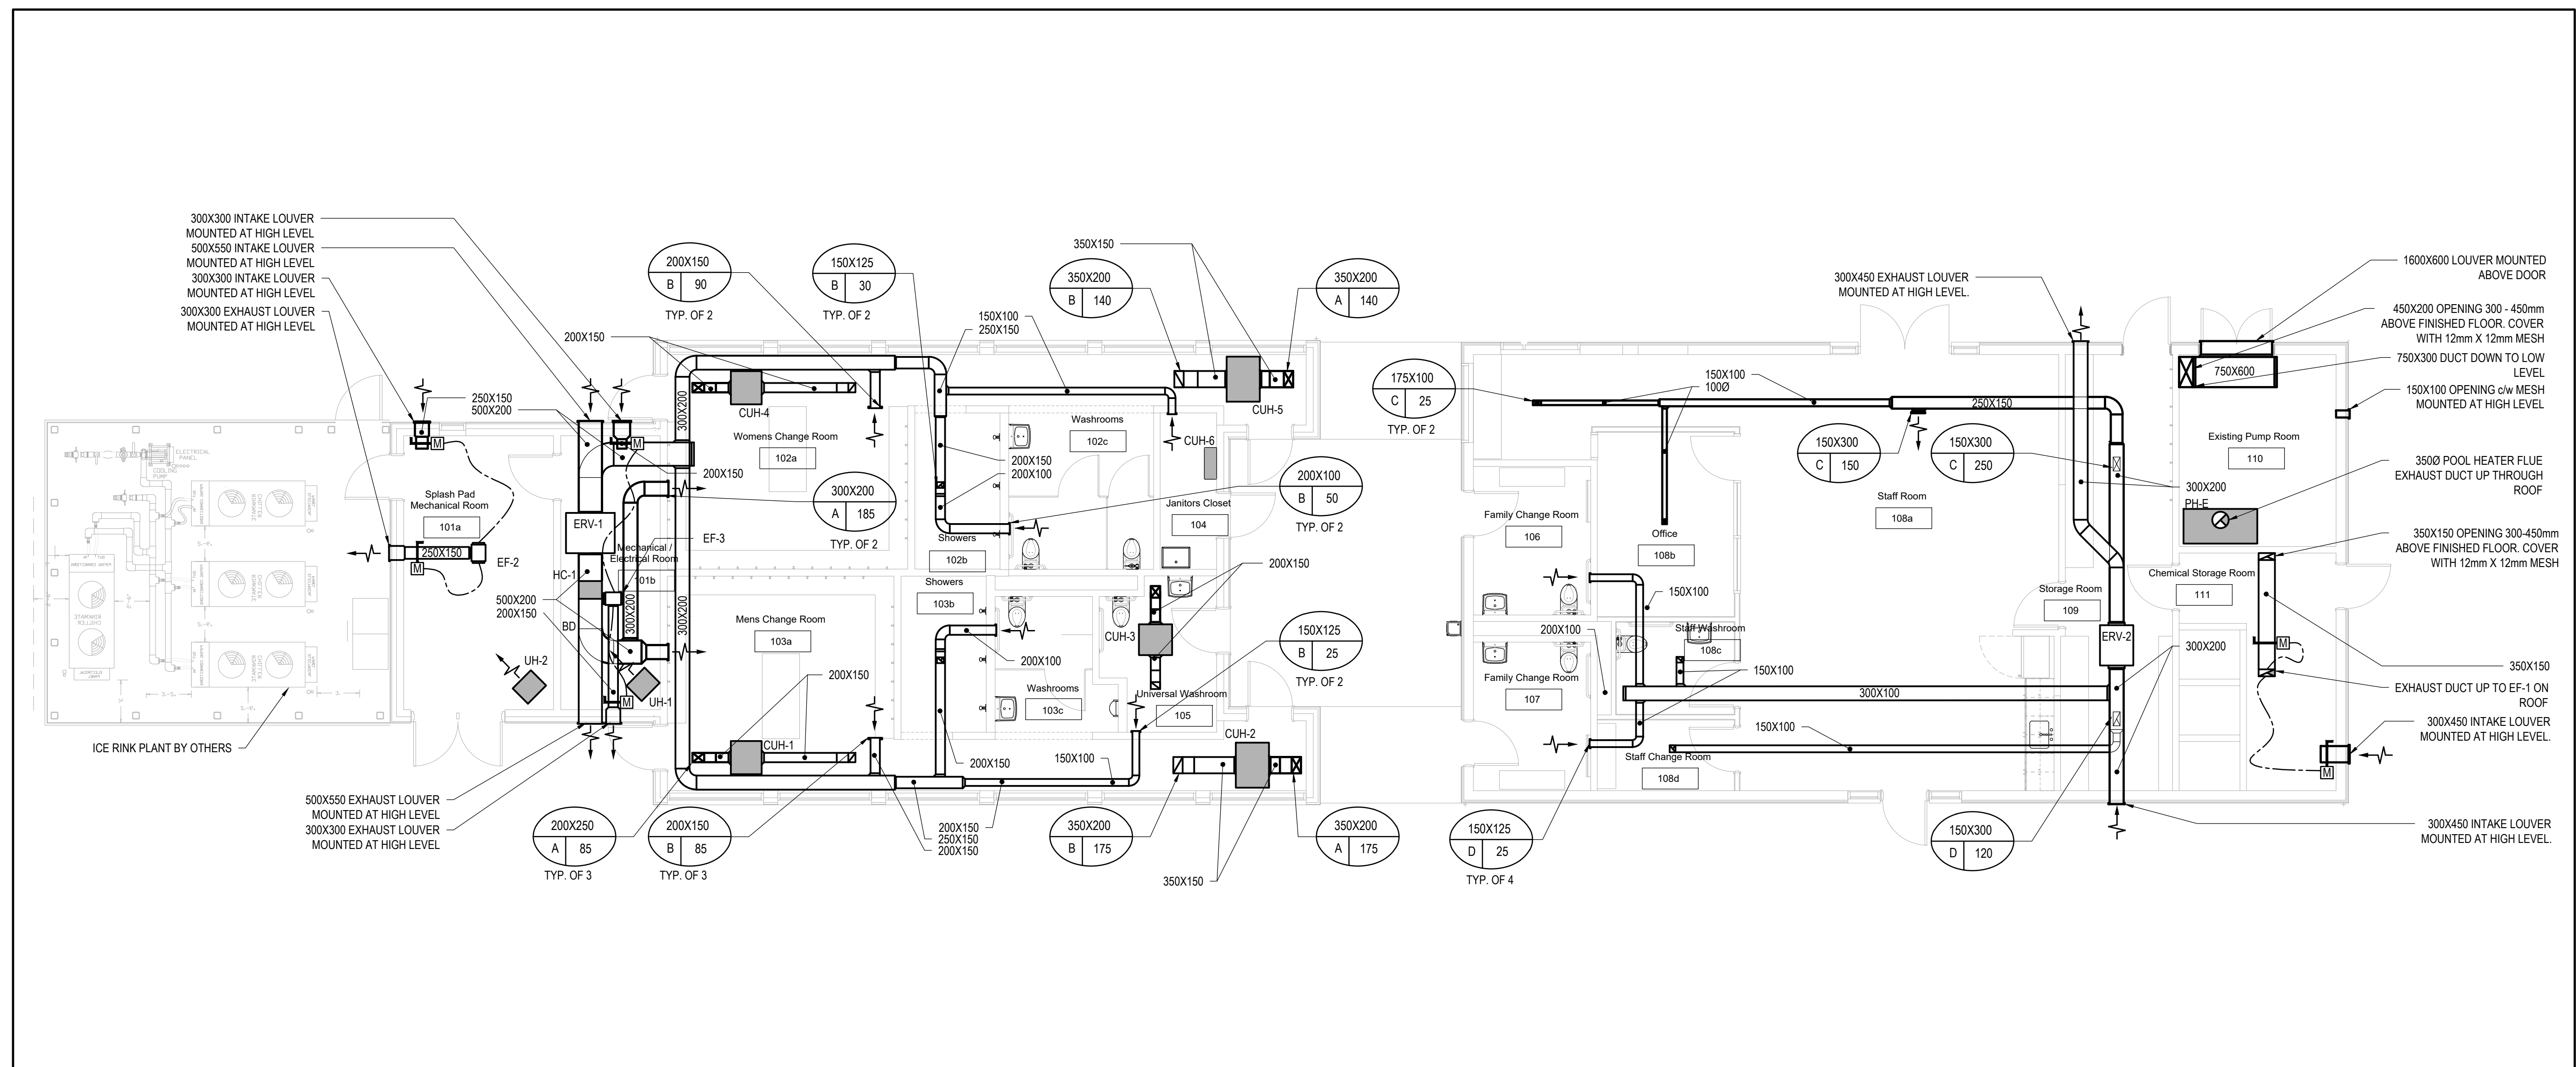 300X300 INTAKE LOUVER
MOUNTED AT HIGH LEVEL
500X550 INTAKE LOUVER
MOUNTED AT HIGH LEVEL
300X300 INTAKE LOUVER
MOUNTED AT HIGH LEVEL
300X300 EXHAUST LOUVER
MOUNTED AT HIGH LEVEL
200X150
B 90
TYP. OF 2
150X125
B 30
TYP. OF 2
350X150
350X200
B 140
350X200
A 140
150X100
250X150
200X150
300X450 EXHAUST LOUVER
MOUNTED AT HIGH LEVEL.
1600X600 LOUVER MOUNTED
ABOVE DOOR
450X200 OPENING 300 - 450mm
ABOVE FINISHED FLOOR. COVER
WITH 12mm X 12mm MESH
750X300 DUCT DOWN TO LOW
LEVEL
150X100 OPENING c/w MESH
MOUNTED AT HIGH LEVEL
350Ø POOL HEATER FLUE
EXHAUST DUCT UP THROUGH
ROOF
350X150 OPENING 300-450mm
ABOVE FINISHED FLOOR. COVER
WITH 12mm X 12mm MESH
750X600
175X100
C 25
TYP. OF 2
150X100
100Ø
250X150
150X300
C 150
150X300
C 250
250X150
500X200
CUH-4
CUH-5
CUH-6
300X200
Womens Change Room
102a
Washrooms
102c
200X150
200X150
200X100
200X100
B 50
TYP. OF 2
300X200
A 185
TYP. OF 2
Janitors Closet
104
Showers
102b
Existing Pump Room
110
300X200
PH-E
Staff Room
108a
Family Change Room
106
Office
108b
ELECTRICAL
PANEL
COOLING
PUMP
Splash Pad
Mechanical Room
101a
M
M
M
250X150
EF-2
ERV-1
Mechanical /
Electrical Room
101b
EF-3
HC-1
500X200
200X150
BD
300X200
300X200
UH-2
UH-1
M
Mens Change Room
103a
Showers
103b
200X150
200X150
200X100
CUH-3
150X125
B 25
TYP. OF 2
Washrooms
103c
Universal Washroom
105
CUH-1
CUH-2
200X150
150X100
150X100
200X100
Staff Washroom
108c
150X100
300X100
Family Change Room
107
150X100
Staff Change Room
108d
Storage Room
109
ERV-2
300X200
Chemical Storage Room
111
M
M
350X150
EXHAUST DUCT UP TO EF-1 ON
ROOF
300X450 INTAKE LOUVER
MOUNTED AT HIGH LEVEL.
300X450 INTAKE LOUVER
MOUNTED AT HIGH LEVEL.
ICE RINK PLANT BY OTHERS
500X550 EXHAUST LOUVER
MOUNTED AT HIGH LEVEL
300X300 EXHAUST LOUVER
MOUNTED AT HIGH LEVEL
200X250
A 85
TYP. OF 3
200X150
B 85
TYP. OF 3
200X150
250X150
200X150
350X200
B 175
350X200
A 175
350X150
150X125
D 25
TYP. OF 4
150X300
D 120